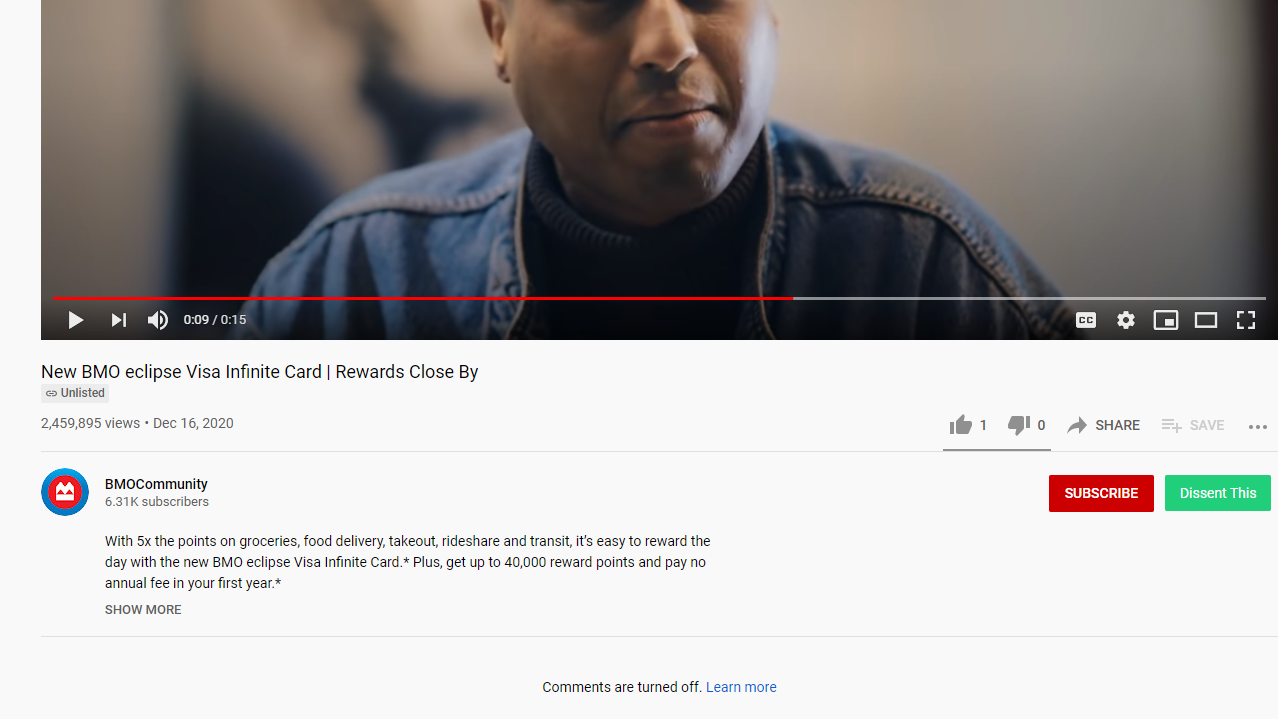 0:09 / 0:15
CC
New BMO eclipse Visa Infinite Card | Rewards Close By
Unlisted
2,459,895 views • Dec 16, 2020
1 0 SHARE SAVE
BMOCommunity
6.31K subscribers
SUBSCRIBE Dissent This
With 5x the points on groceries, food delivery, takeout, rideshare and transit, it’s easy to reward the
day with the new BMO eclipse Visa Infinite Card.* Plus, get up to 40,000 reward points and pay no
annual fee in your first year.*
SHOW MORE
Comments are turned off. Learn more